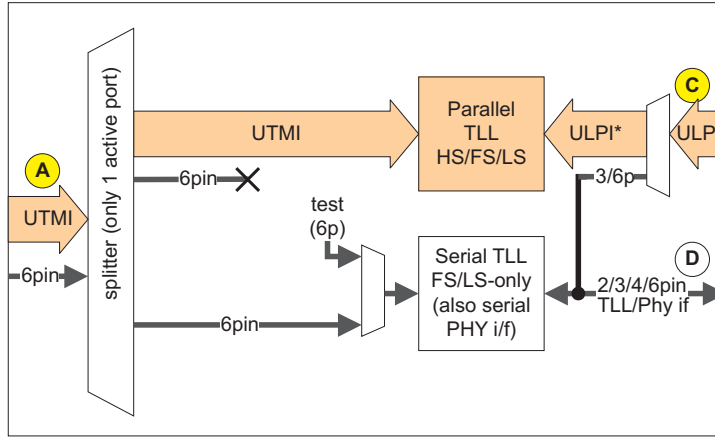 A
UTMI
6pin
splitter (only 1 active port)
UTMI
6pin
test
(6p)
6pin
Parallel
TLL
HS/FS/LS
Serial TLL
FS/LS-only
(also serial
PHY i/f)
ULPI*
3/6p
C
ULP
D
2/3/4/6pin
TLL/Phy if